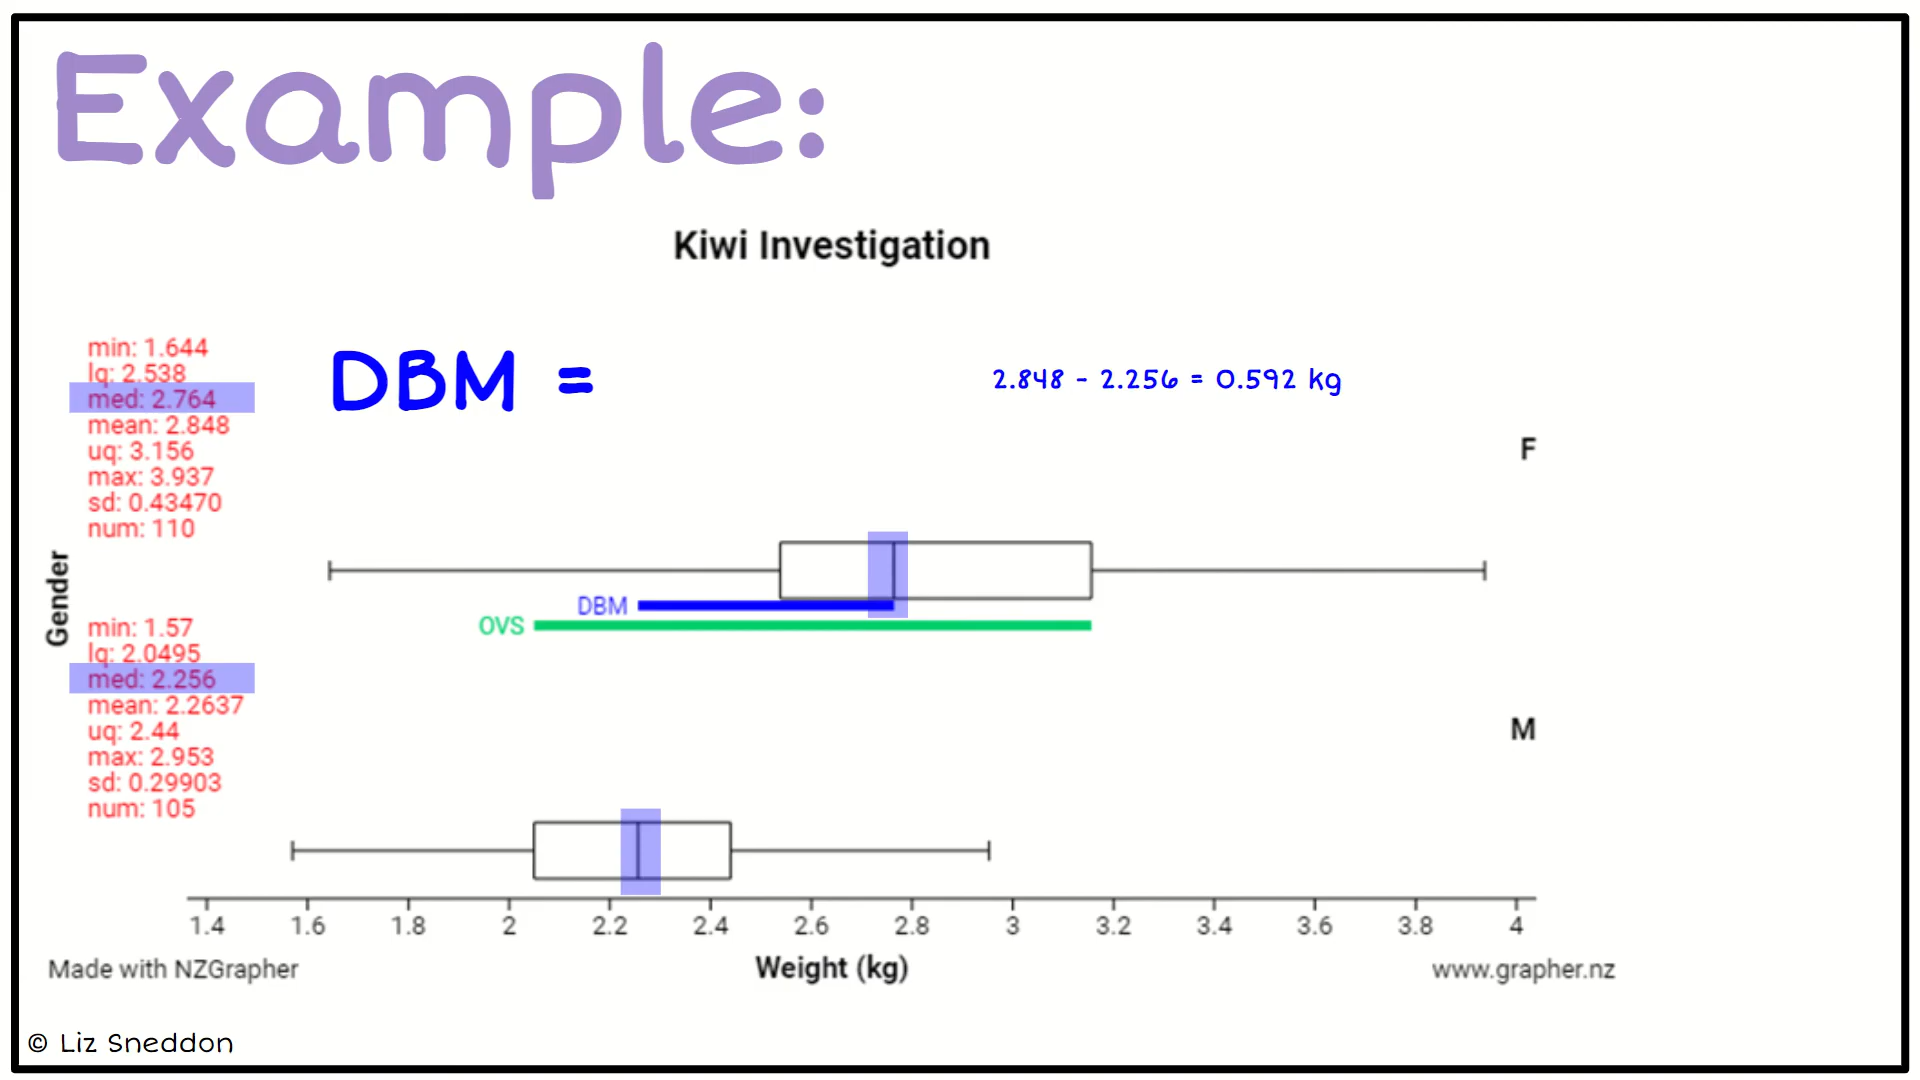 Example:
Kiwi Investigation
min: 1.644
lq: 2.538
med: 2.764
mean: 2.848
uq: 3.156
max: 3.937
sd: 0.43470
num: 110
DBM =
2.848 - 2.256 = 0.592 kg
F
DBM
OVS
Gender
min: 1.57
lq: 2.0495
med: 2.256
mean: 2.2637
uq: 2.44
max: 2.953
sd: 0.29903
num: 105
M
1.4 1.6 1.8 2 2.2 2.4 2.6 2.8 3 3.2 3.4 3.6 3.8 4
Made with NZGrapher
Weight (kg)
www.grapher.nz
© Liz Sneddon